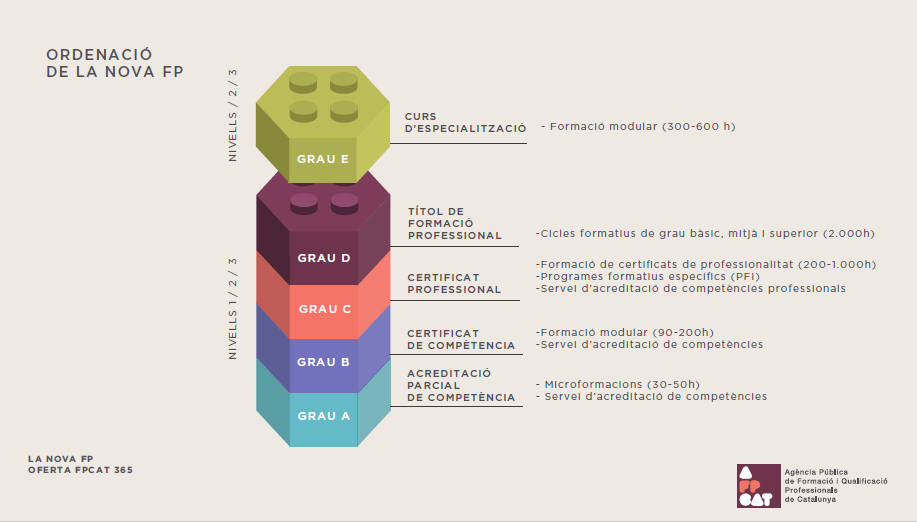 ORDENACIÓ
DE LA NOVA FP
NIVELLS / 2 / 3
GRAU E
CURS
D'ESPECIALITZACIÓ
- Formació modular (300-600 h)
NIVELLS 1 / 2 / 3
GRAU D
TÍTOL DE
FORMACIÓ
PROFESSIONAL
-Cicles formatius de grau bàsic, mitjà i superior (2.000h)
GRAU C
CERTIFICAT
PROFESSIONAL
-Formació de certificats de professionalitat (200-1.000h)
-Programes formatius específics (PFI)
-Servei d'acreditació de competències professionals
GRAU B
CERTIFICAT
DE COMPÈTENCIA
-Formació modular (90-200h)
-Servei d'acreditació de competències
GRAU A
ACREDITACIÓ
PARCIAL
DE COMPETÈNCIA
- Microformacions (30-50h)
- Servei d'acreditació de competències
LA NOVA FP
OFERTA FPCAT 365
A
FP
CAT
Agència Pública
de Formació i Qualificació
Professionals
de Catalunya